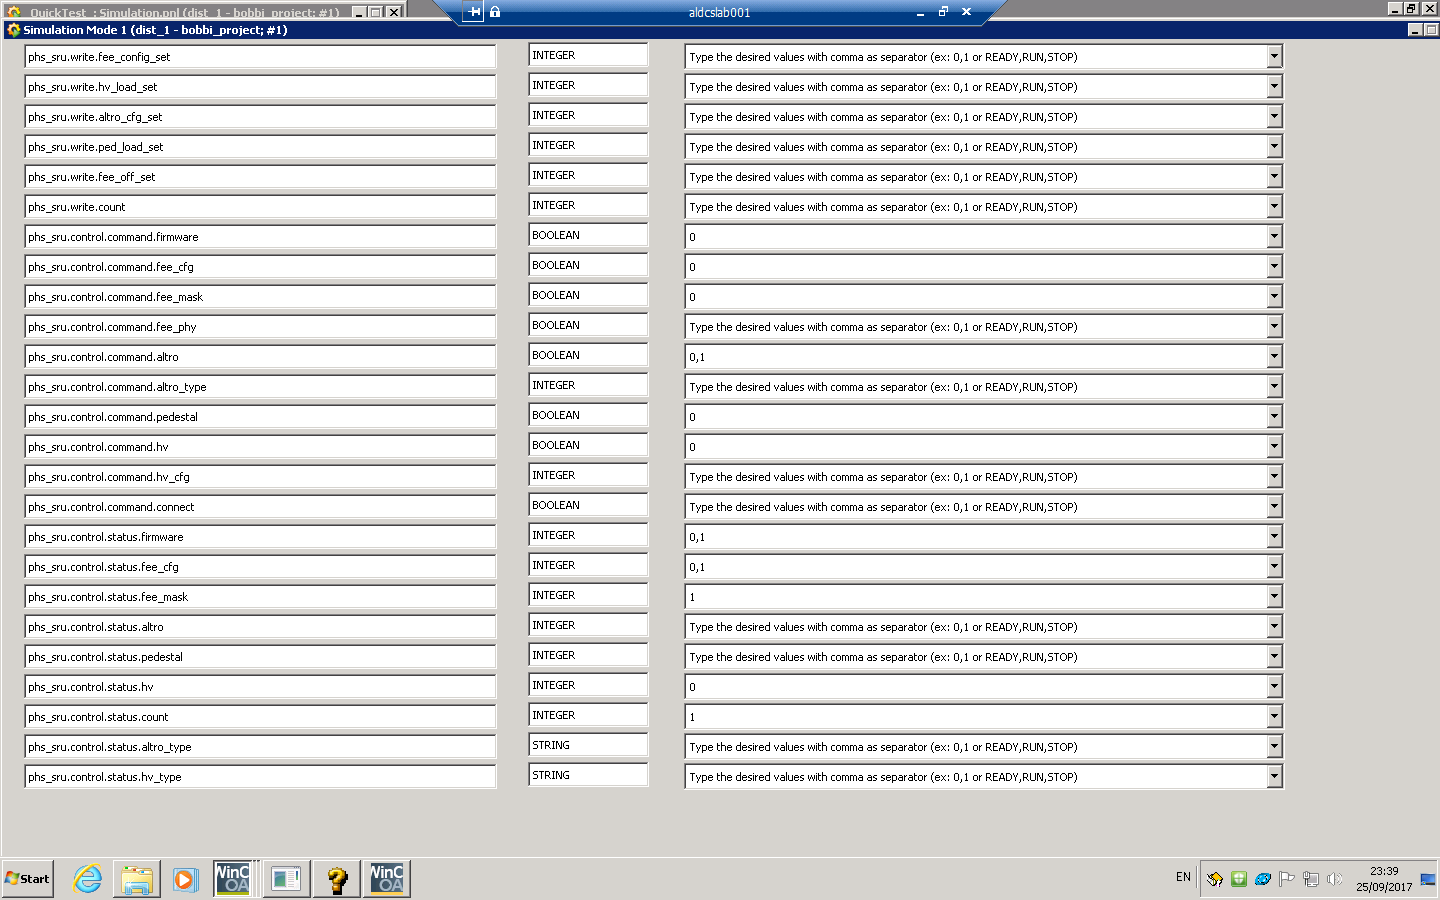 QuickTest_: Simulation.pnl (dist_1 - bobbi_project; #1)
aldcslab001
Simulation Mode 1 (dist_1 - bobbi_project; #1)
phs_sru.write.fee_config_set INTEGER Type the desired values with comma as separator (ex: 0,1 or READY,RUN,STOP)
phs_sru.write.hv_load_set INTEGER Type the desired values with comma as separator (ex: 0,1 or READY,RUN,STOP)
phs_sru.write.altro_cfg_set INTEGER Type the desired values with comma as separator (ex: 0,1 or READY,RUN,STOP)
phs_sru.write.ped_load_set INTEGER Type the desired values with comma as separator (ex: 0,1 or READY,RUN,STOP)
phs_sru.write.fee_off_set INTEGER Type the desired values with comma as separator (ex: 0,1 or READY,RUN,STOP)
phs_sru.write.count INTEGER Type the desired values with comma as separator (ex: 0,1 or READY,RUN,STOP)
phs_sru.control.command.firmware BOOLEAN 0
phs_sru.control.command.fee_cfg BOOLEAN 0
phs_sru.control.command.fee_mask BOOLEAN 0
phs_sru.control.command.fee_phy BOOLEAN Type the desired values with comma as separator (ex: 0,1 or READY,RUN,STOP)
phs_sru.control.command.altro BOOLEAN 0,1
phs_sru.control.command.altro_type INTEGER Type the desired values with comma as separator (ex: 0,1 or READY,RUN,STOP)
phs_sru.control.command.pedestal BOOLEAN 0
phs_sru.control.command.hv BOOLEAN 0
phs_sru.control.command.hv_cfg INTEGER Type the desired values with comma as separator (ex: 0,1 or READY,RUN,STOP)
phs_sru.control.command.connect BOOLEAN Type the desired values with comma as separator (ex: 0,1 or READY,RUN,STOP)
phs_sru.control.status.firmware INTEGER 0,1
phs_sru.control.status.fee_cfg INTEGER 0,1
phs_sru.control.status.fee_mask INTEGER 1
phs_sru.control.status.altro INTEGER Type the desired values with comma as separator (ex: 0,1 or READY,RUN,STOP)
phs_sru.control.status.pedestal INTEGER Type the desired values with comma as separator (ex: 0,1 or READY,RUN,STOP)
phs_sru.control.status.hv INTEGER 0
phs_sru.control.status.count INTEGER 1
phs_sru.control.status.altro_type STRING Type the desired values with comma as separator (ex: 0,1 or READY,RUN,STOP)
phs_sru.control.status.hv_type STRING Type the desired values with comma as separator (ex: 0,1 or READY,RUN,STOP)
Start
WinC
OA
WinC
OA
EN
23:39
25/09/2017